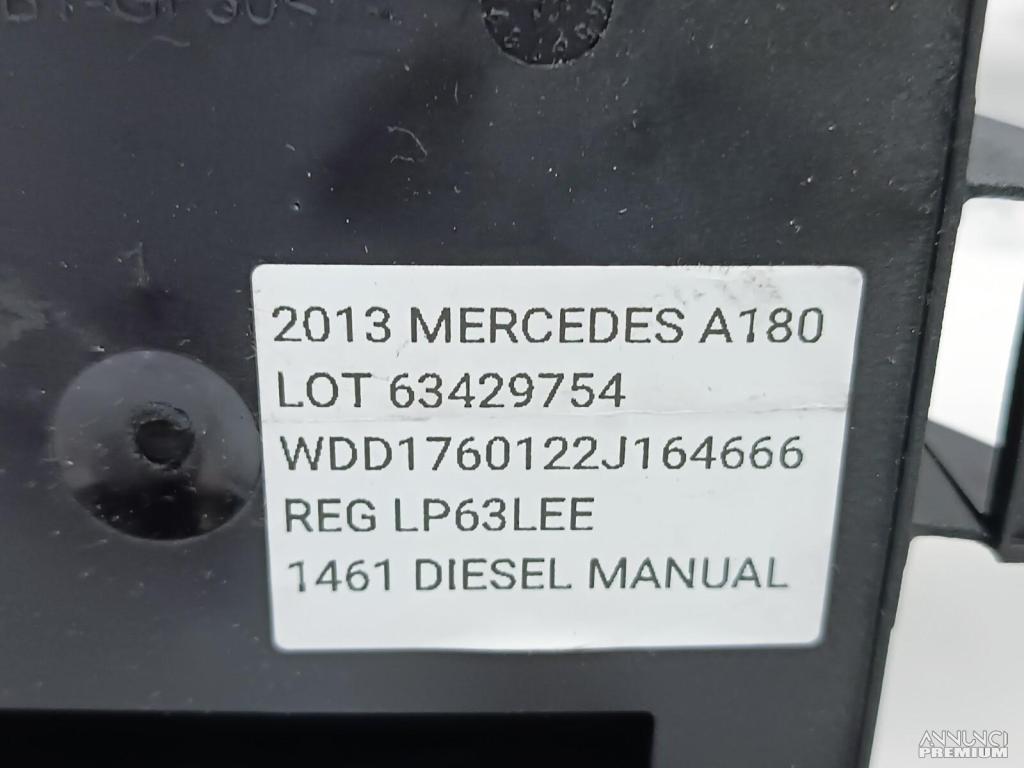 2013 MERCEDES A180
LOT 63429754
WDD1760122J164666
REG LP63LEE
1461 DIESEL MANUAL
ANNUNCI
PREMIUM